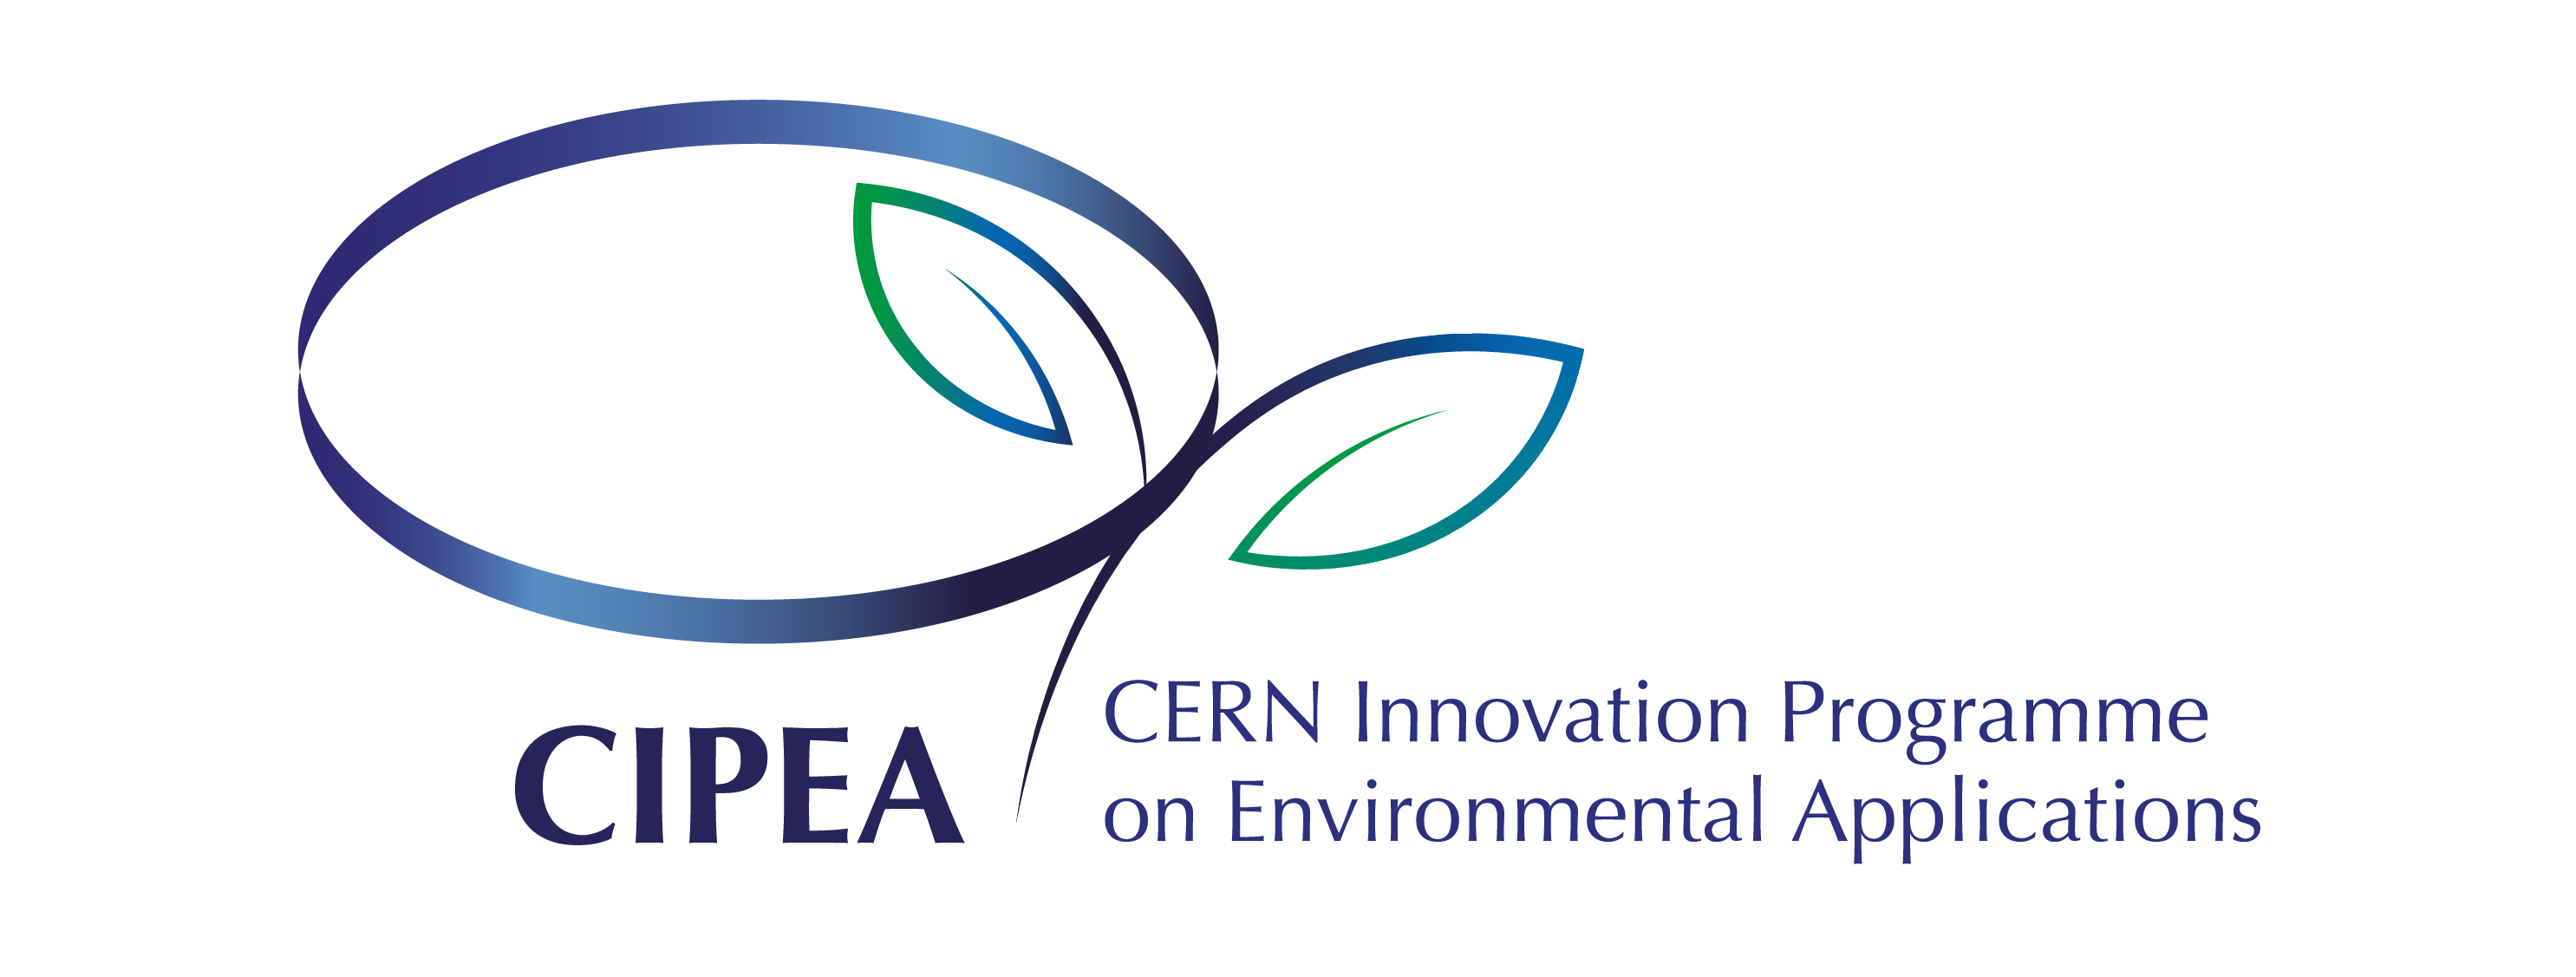 CIPEA
CERN Innovation Programme
on Environmental Applications